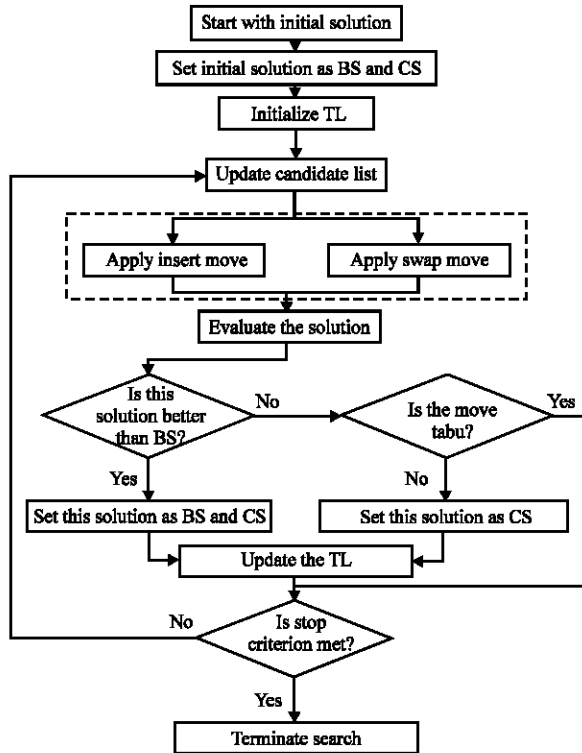 Start with initial solution
Set initial solution as BS and CS
Initialize TL
Update candidate list
Apply insert move
Apply swap move
Evaluate the solution
Is this
solution better
than BS?
No
Is the move
tabu?
Yes
Yes
No
Set this solution as BS and CS
Set this solution as CS
Update the TL
No
Is stop
criterion met?
Yes
Terminate search